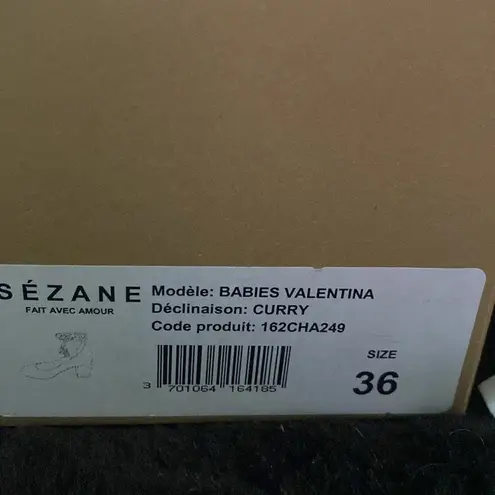 SÉZANE
FAIT AVEC AMOUR
Modèle: BABIES VALENTINA
Déclinaison: CURRY
Code produit: 162CHA249
3 701064 164185
SIZE
36